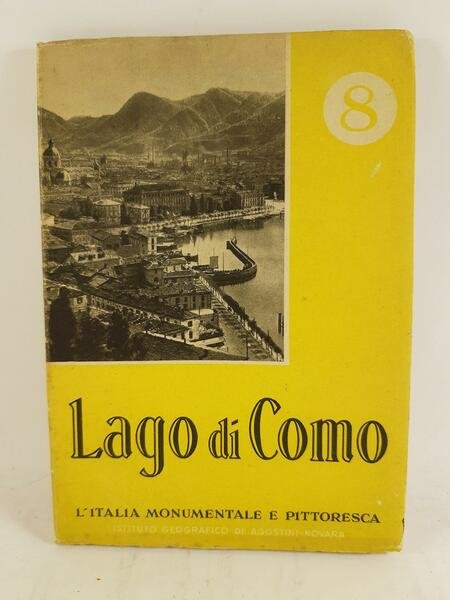 8
Lago di Como
L'ITALIA MONUMENTALE E PITTORESCA
ISTITUTO GEOGRAFICO DE AGOSTINI-NOVARA